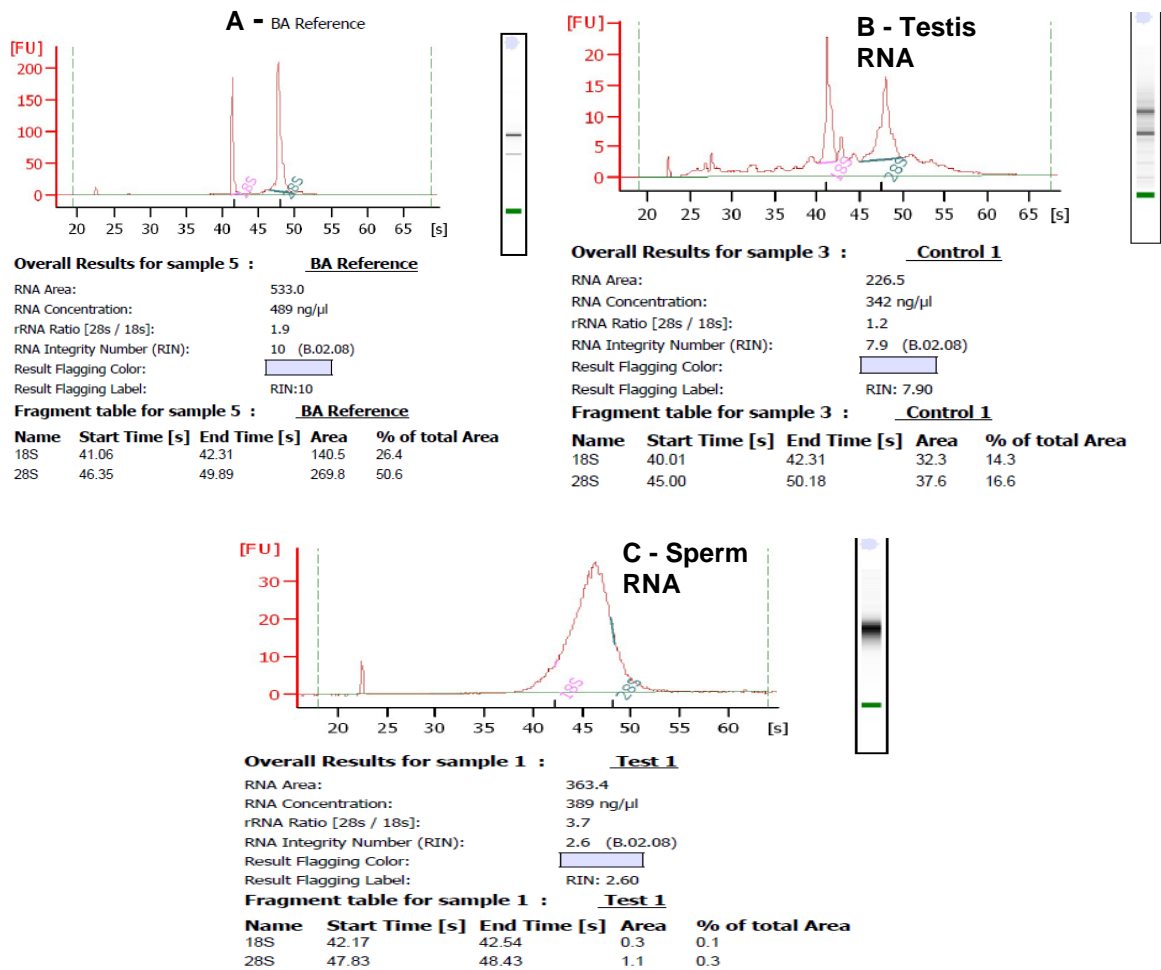 A - BA Reference
[FU]
200
150
100
50
0
18S
28S
20 25 30 35 40 45 50 55 60 65 [s]
Overall Results for sample 5 : BA Reference
RNA Area: 533.0
RNA Concentration: 489 ng/µl
rRNA Ratio [28s / 18s]: 1.9
RNA Integrity Number (RIN): 10 (B.02.08)
Result Flagging Color:
Result Flagging Label: RIN:10
Fragment table for sample 5 : BA Reference
Name Start Time [s] End Time [s] Area % of total Area
18S 41.06 42.31 140.5 26.4
28S 46.35 49.89 269.8 50.6
B - Testis
RNA
[FU]
20
15
10
5
0
18S
28S
20 25 30 35 40 45 50 55 60 65 [s]
Overall Results for sample 3 : Control 1
RNA Area: 226.5
RNA Concentration: 342 ng/µl
rRNA Ratio [28s / 18s]: 1.2
RNA Integrity Number (RIN): 7.9 (B.02.08)
Result Flagging Color:
Result Flagging Label: RIN: 7.90
Fragment table for sample 3 : Control 1
Name Start Time [s] End Time [s] Area % of total Area
18S 40.01 42.31 32.3 14.3
28S 45.00 50.18 37.6 16.6
C - Sperm
RNA
[FU]
30
20
10
0
18S
28S
20 25 30 35 40 45 50 55 60 [s]
Overall Results for sample 1 : Test 1
RNA Area: 363.4
RNA Concentration: 389 ng/µl
rRNA Ratio [28s / 18s]: 3.7
RNA Integrity Number (RIN): 2.6 (B.02.08)
Result Flagging Color:
Result Flagging Label: RIN: 2.60
Fragment table for sample 1 : Test 1
Name Start Time [s] End Time [s] Area % of total Area
18S 42.17 42.54 0.3 0.1
28S 47.83 48.43 1.1 0.3